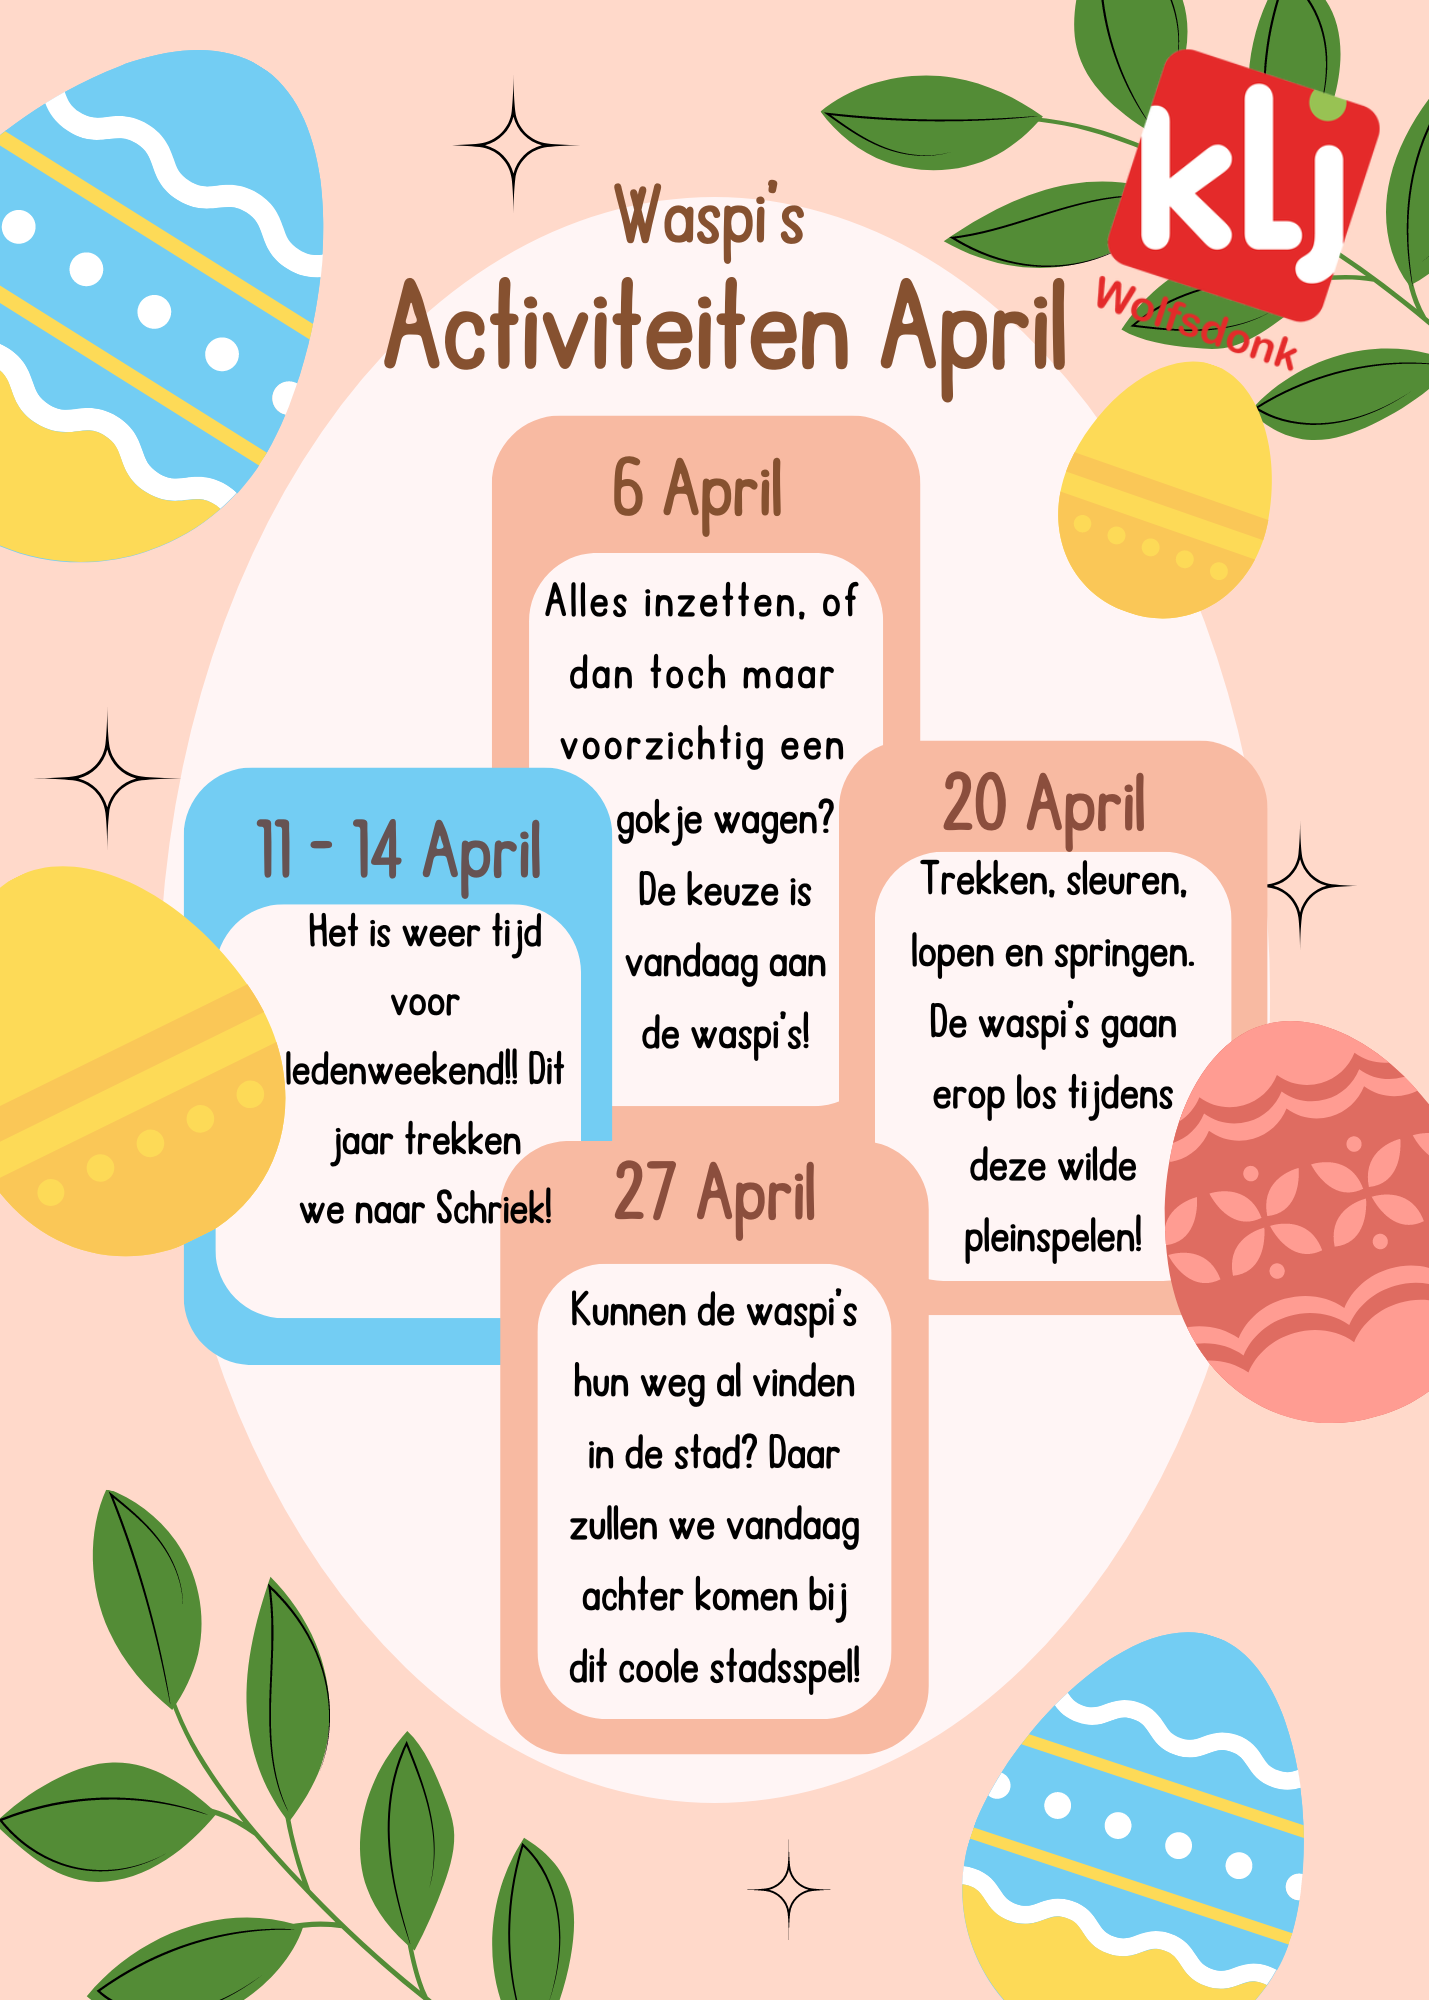 klj
Wolfsdonk
Waspi's
Activiteiten April
6 April
Alles inzetten, of
dan toch maar
voorzichtig een
gokje wagen?
De keuze is
vandaag aan
de waspi's!
11 - 14 April
Het is weer tijd
voor
ledenweekend!! Dit
jaar trekken
we naar Schriek!
20 April
Trekken, sleuren,
lopen en springen.
De waspi's gaan
erop los tijdens
deze wilde
pleinspelen!
27 April
Kunnen de waspi's
hun weg al vinden
in de stad? Daar
zullen we vandaag
achter komen bij
dit coole stadsspel!